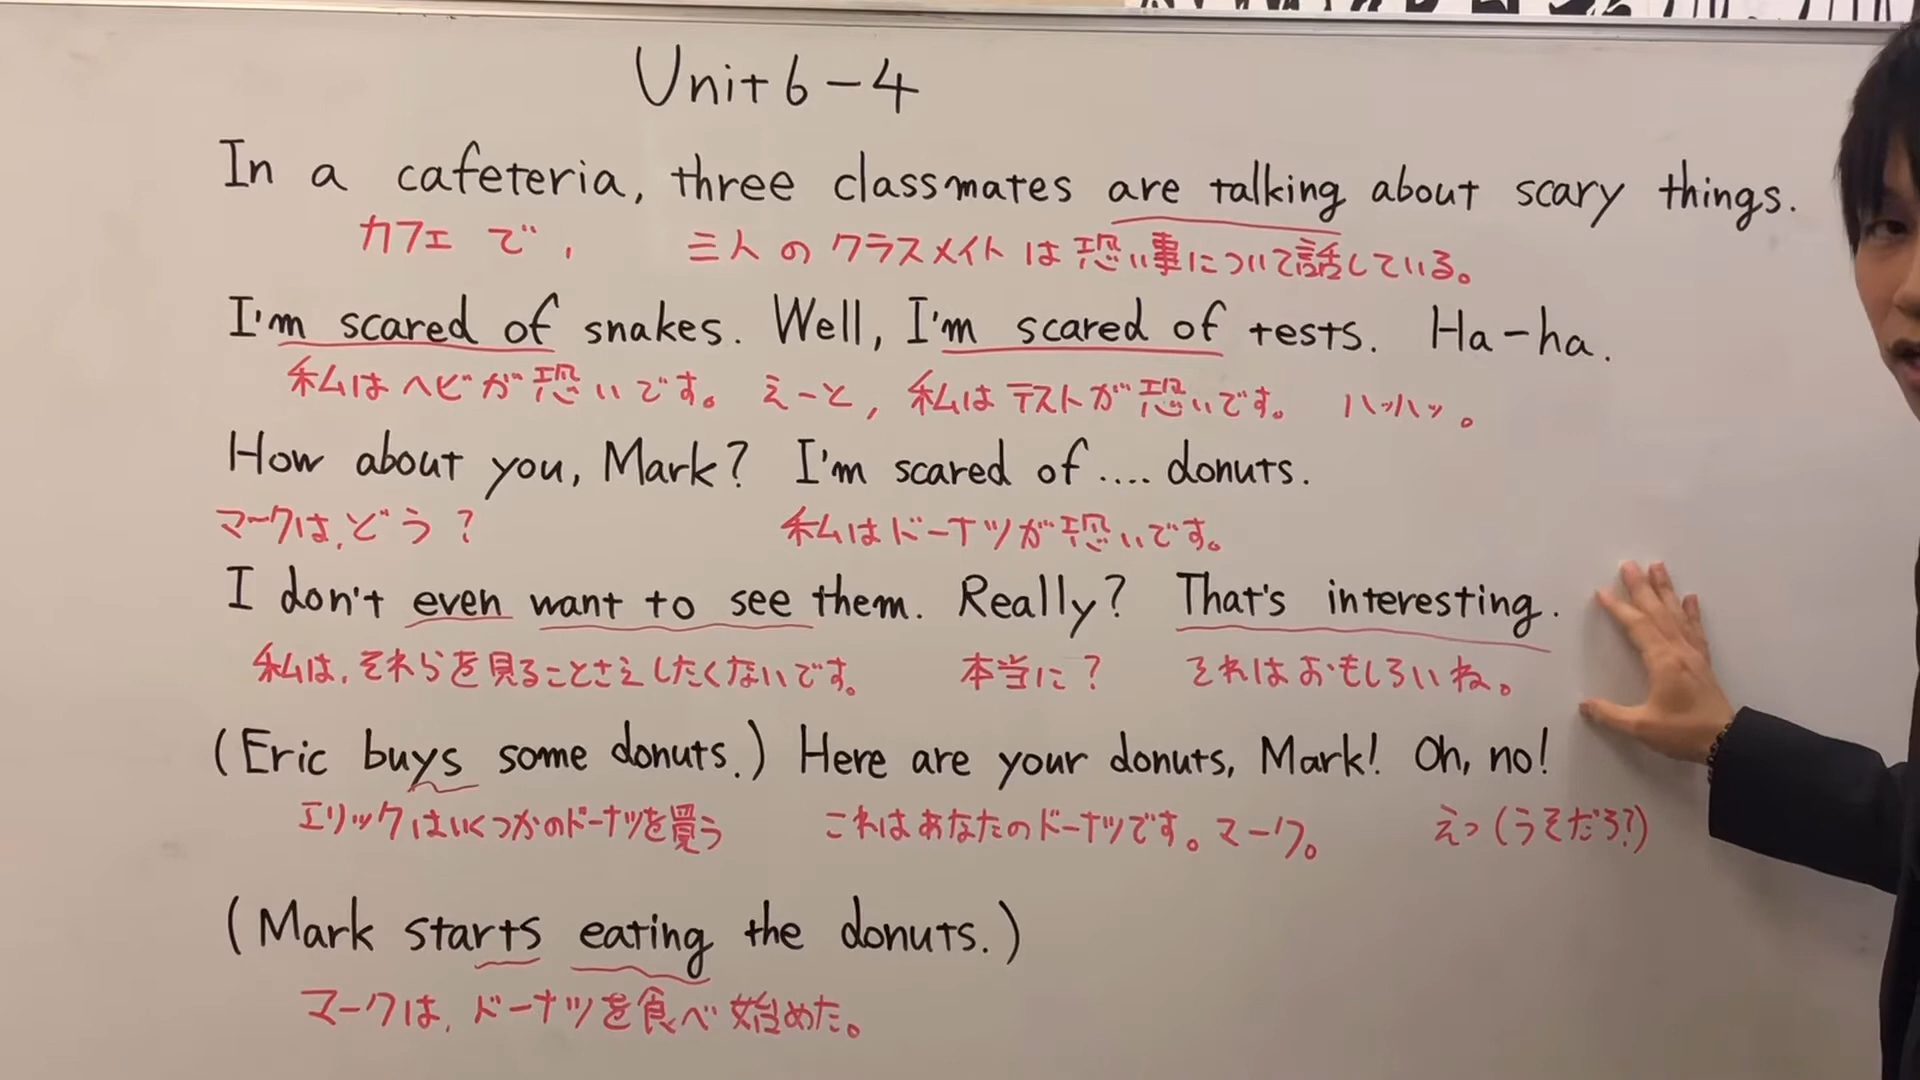 Unit 6-4
In a cafeteria, three classmates are talking about scary things.
カフェで, 三人のクラスメイトは恐い事について話している。
I'm scared of snakes. Well, I'm scared of tests. Ha-ha.
私はヘビが恐いです。 えーと, 私はテストが恐いです。 ハッハッ。
How about you, Mark? I'm scared of .... donuts.
マークは, どう? 私はドーナツが恐いです。
I don't even want to see them. Really? That's interesting.
私は, それらを見ることさえしたくないです。 本当に? それはおもしろいね。
(Eric buys some donuts.) Here are your donuts, Mark! Oh, no!
エリックはいくつかのドーナツを買う これはあなたのドーナツです。マーク。 えっ(うそだろ?)
(Mark starts eating the donuts.)
マークは, ドーナツを食べ始めた。